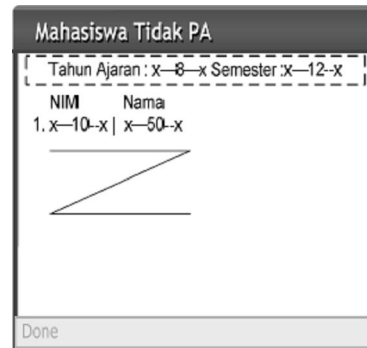 Mahasiswa Tidak PA
Tahun Ajaran : x—8—x Semester :x—12--x
NIM Nama
1. x—10--x | x—50--x
Done